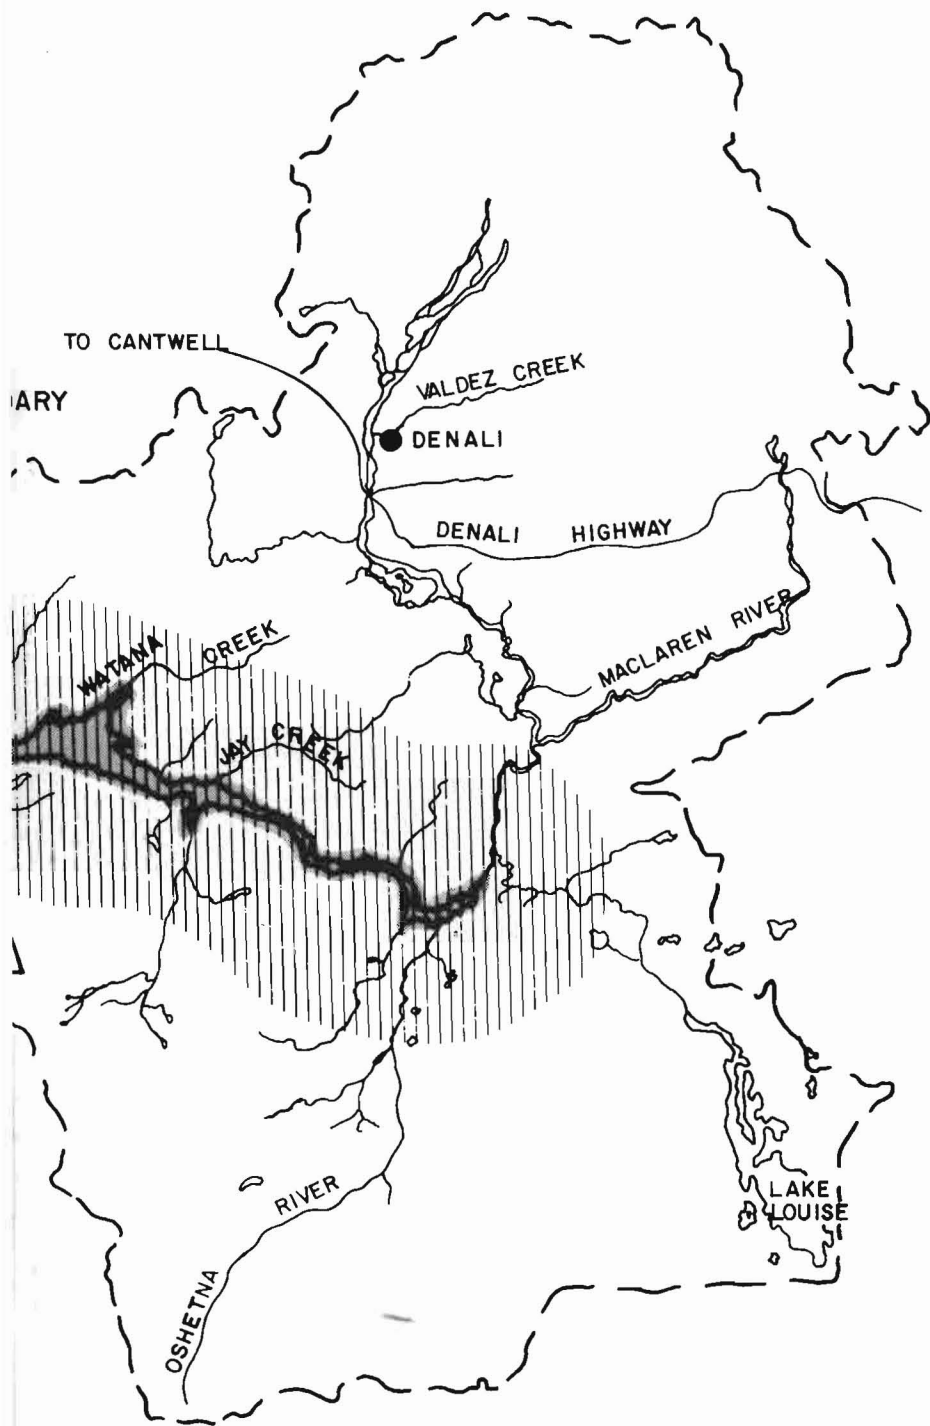 TO CANTWELL
VALDEZ CREEK
ARY
DENALI
DENALI HIGHWAY
MACLAREN RIVER
WATANA CREEK
JAY CREEK
LAKE
LOUISE
OSHETNA RIVER